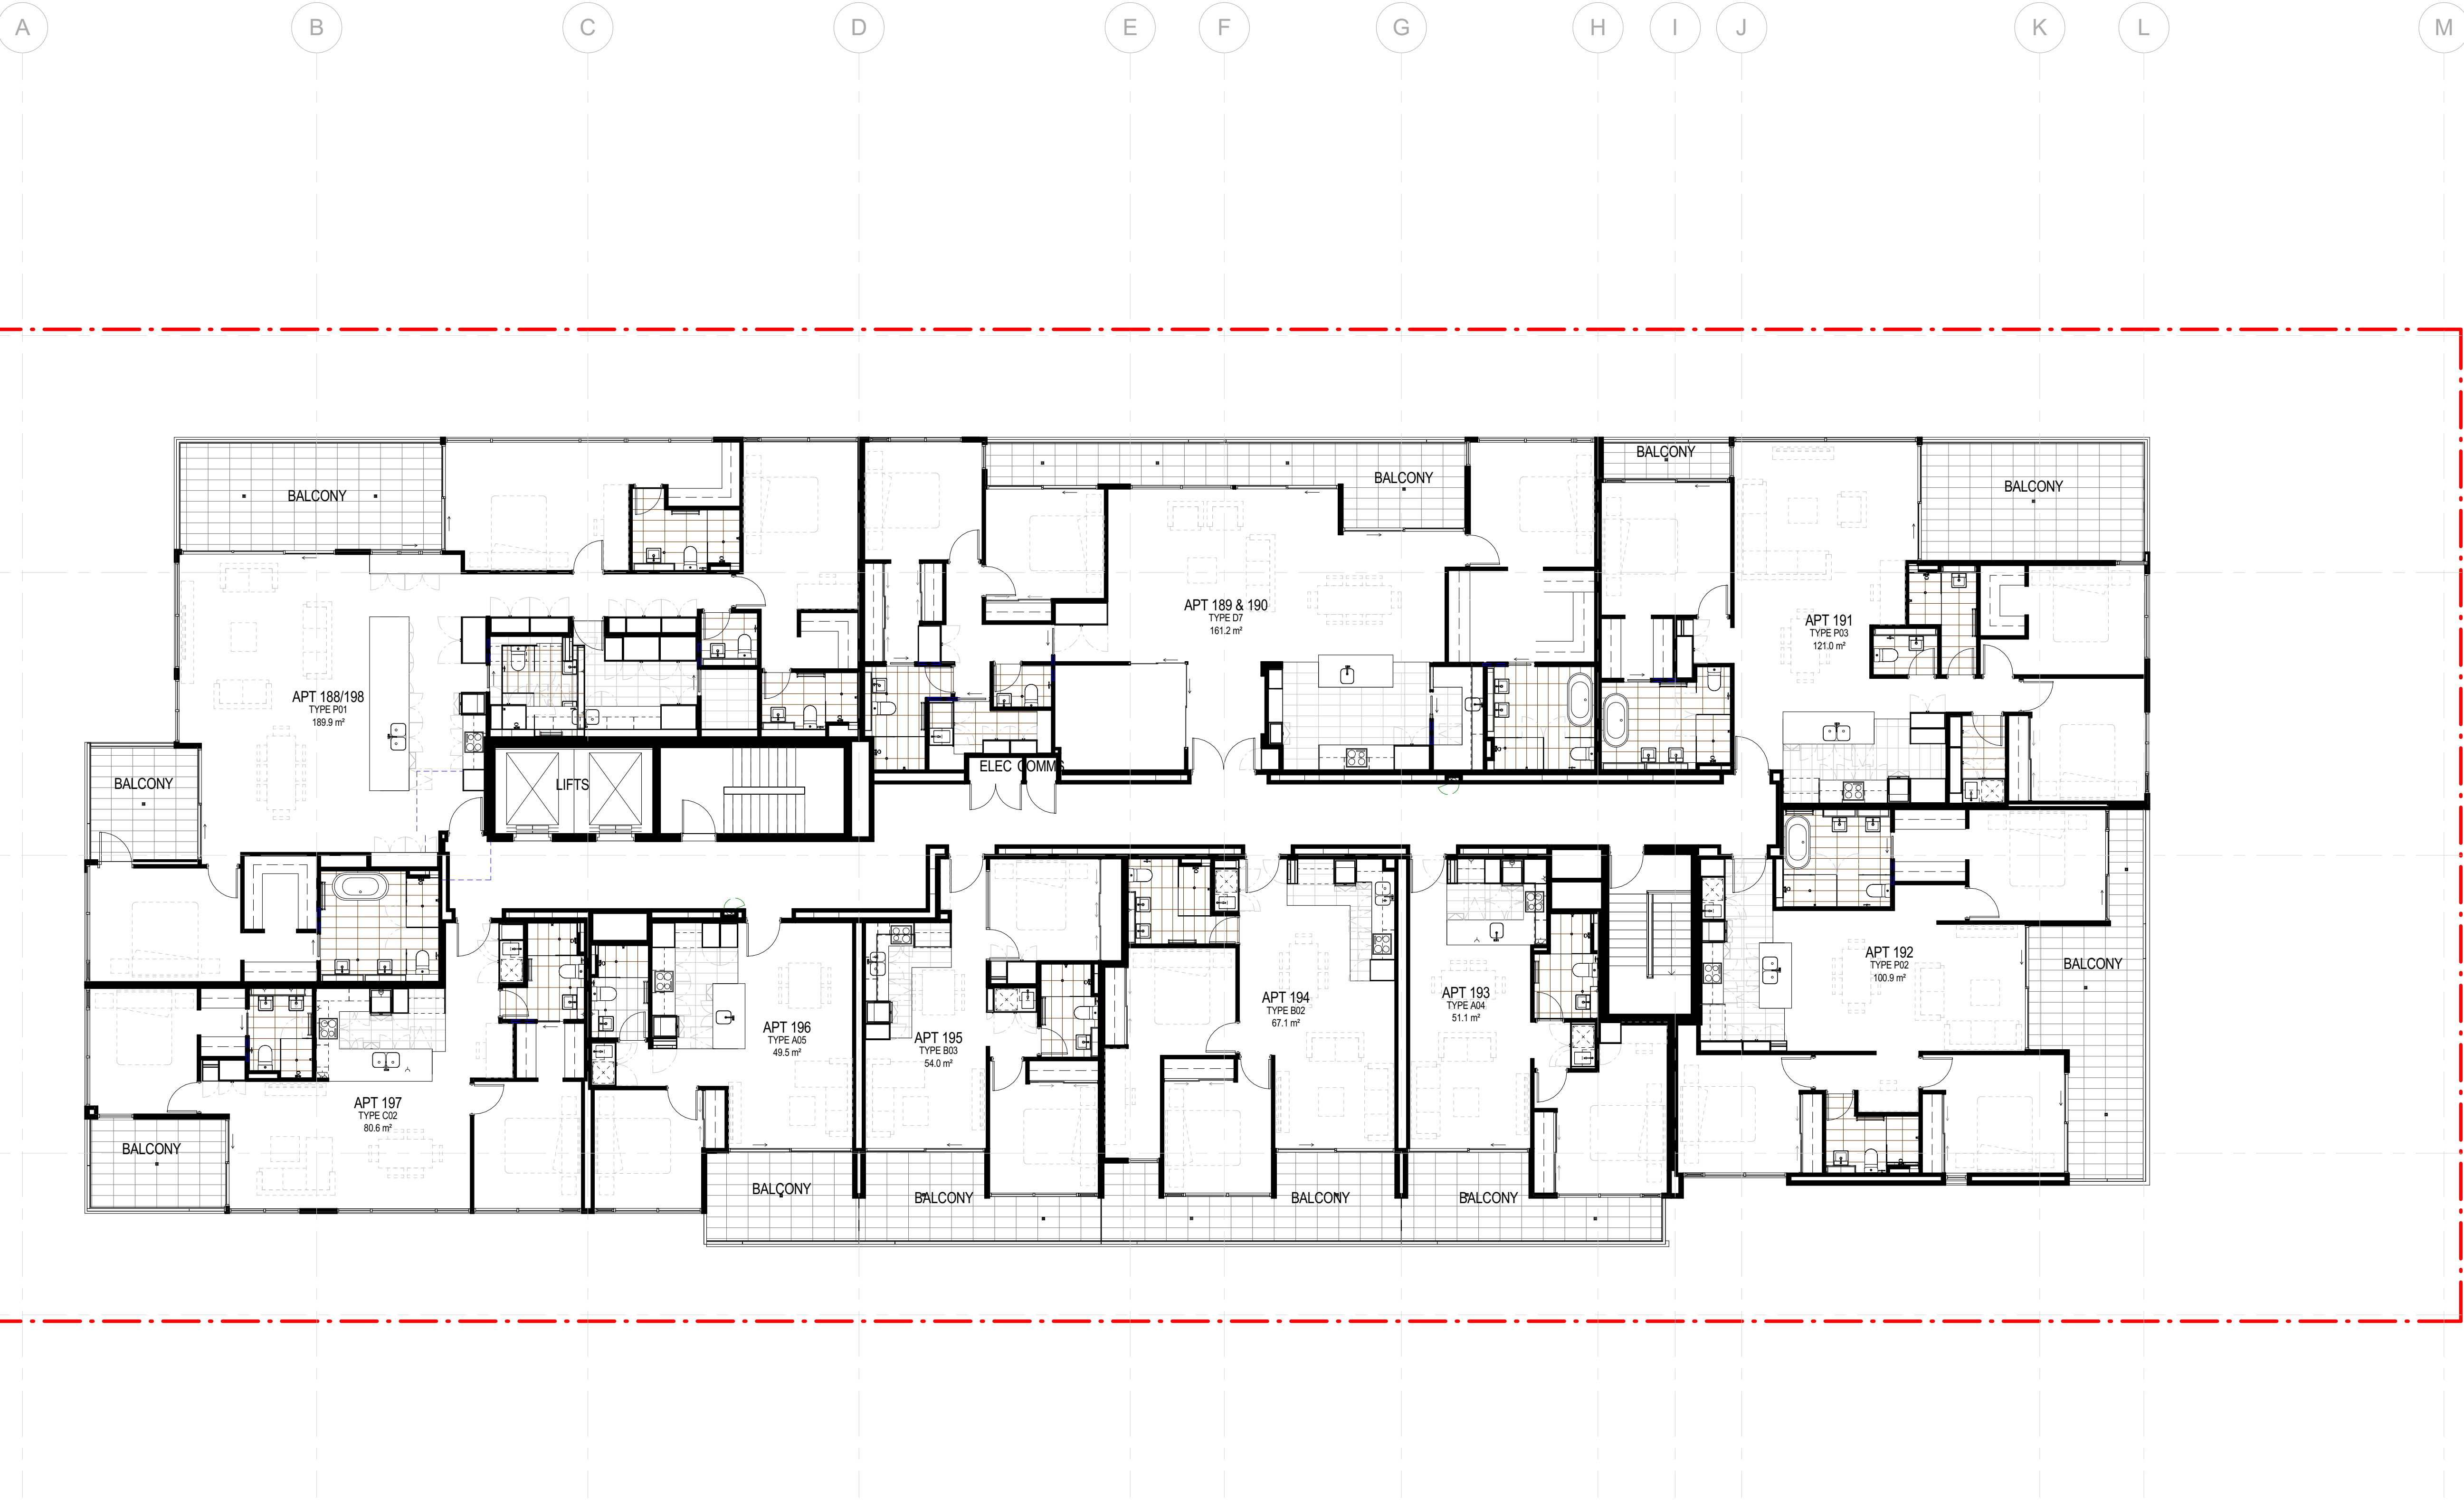 A B C D E F G H I J K L M
BALCONY
BALCONY
BALCONY
BALCONY
BALCONY
APT 188/198
TYPE P01
189.9 m²
APT 189 & 190
TYPE D7
161.2 m²
APT 191
TYPE P03
121.0 m²
ELEC COMMS
LIFTS
APT 192
TYPE P02
100.9 m²
BALCONY
APT 193
TYPE A04
51.1 m²
APT 194
TYPE B02
67.1 m²
APT 195
TYPE B03
54.0 m²
APT 196
TYPE A05
49.5 m²
APT 197
TYPE C02
80.6 m²
BALCONY
BALCONY
BALCONY
BALCONY
BALCONY